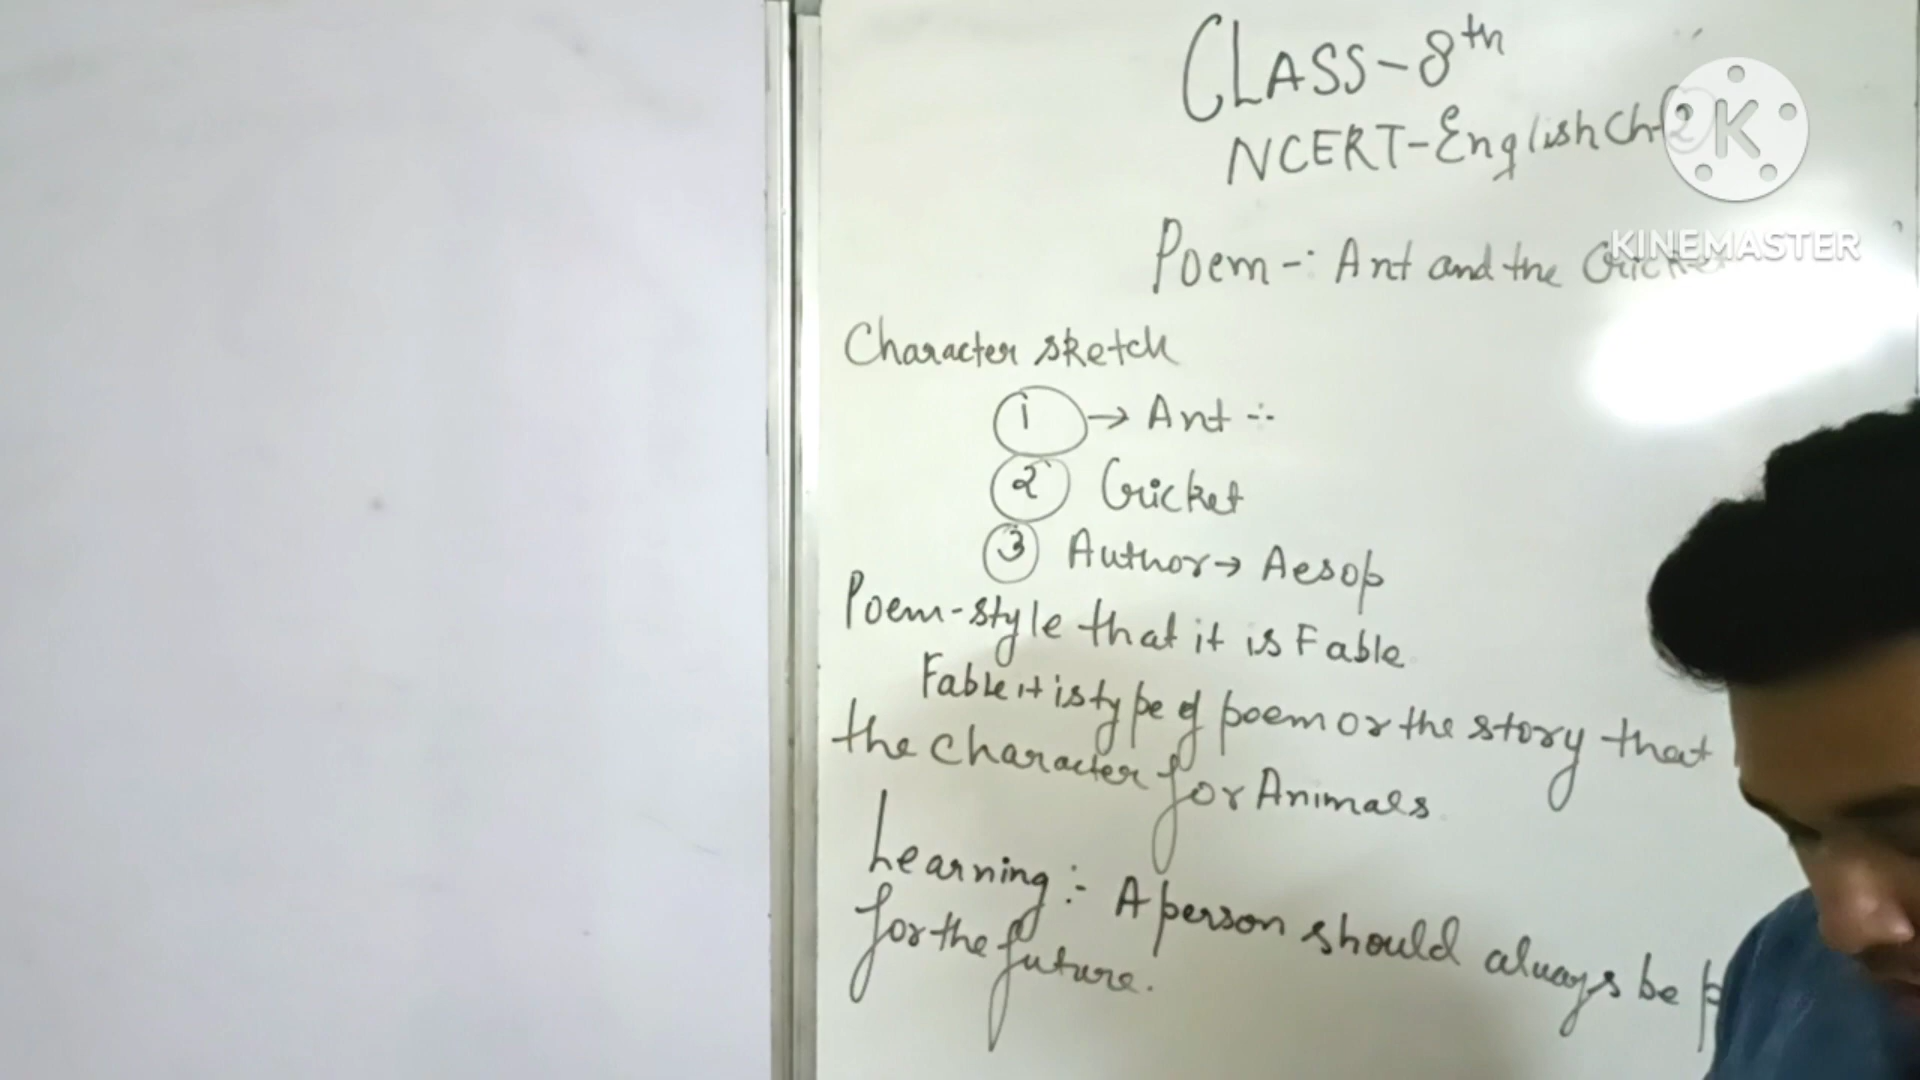 CLASS-8th
NCERT-English Ch-2
K
KINEMASTER
Poem-: Ant and the Cricket
Character sketch
1 → Ant :-
2 Cricket
3 Author → Aesop
Poem-style that it is Fable
Fable it is type of poem or the story that
the character for Animals.
Learning :- A person should always be p
for the future.